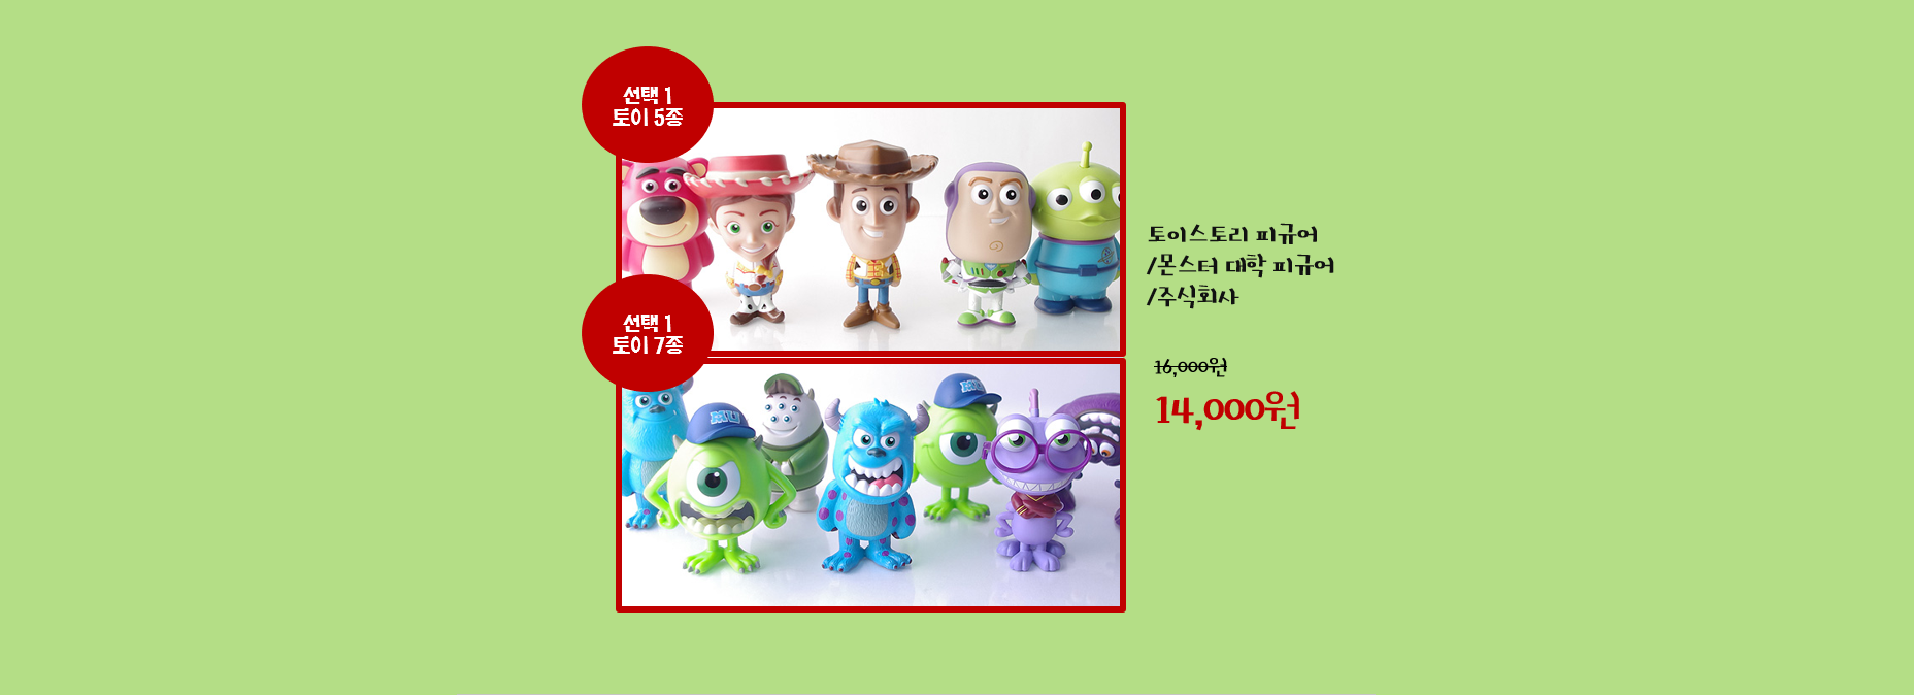 선택 1
토이 5종
선택 1
토이 7종
토이스토리 피규어
/몬스터 대학 피규어
/주식회사
16,000원
14,000원
MU
MU